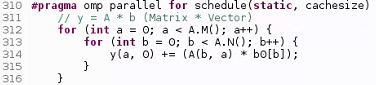 310 #pragma omp parallel for schedule(static, cachesize)
311     // y = A * b (Matrix * Vector)
312     for (int a = 0; a < A.M(); a++) {
313         for (int b = 0; b < A.N(); b++) {
314             y(a, 0) += (A(b, a) * b0[b]);
315         }
316     }